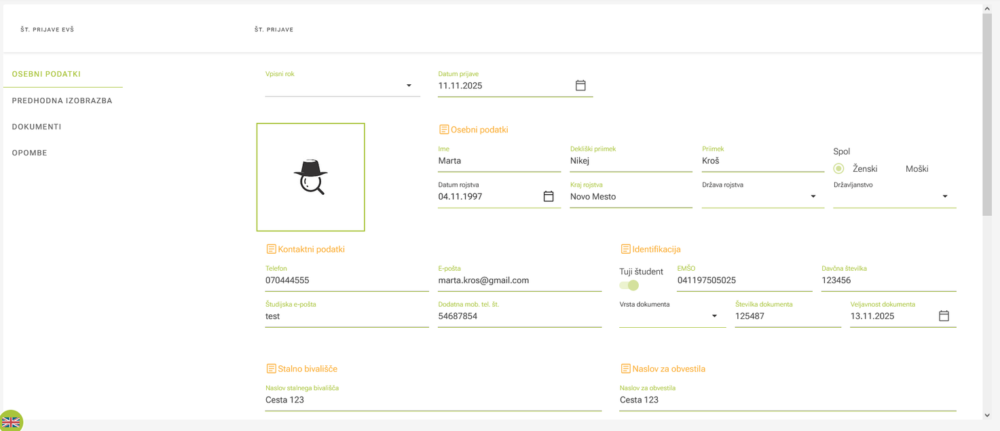 ŠT. PRIJAVE EVŠ
ŠT. PRIJAVE
OSEBNI PODATKI
PREDHODNA IZOBRAZBA
DOKUMENTI
OPOMBE
Vpisni rok
Datum prijave
11.11.2025
Osebni podatki
Ime
Marta
Dekliški priimek
Nikej
Priimek
Kroš
Spol
Ženski
Moški
Datum rojstva
04.11.1997
Kraj rojstva
Novo Mesto
Država rojstva
Državljanstvo
Kontaktni podatki
Telefon
070444555
E-pošta
marta.kros@gmail.com
Študijska e-pošta
test
Dodatna mob. tel. št.
54687854
Identifikacija
Tuji študent
EMŠO
041197505025
Davčna številka
123456
Vrsta dokumenta
Številka dokumenta
125487
Veljavnost dokumenta
13.11.2025
Stalno bivališče
Naslov stalnega bivališča
Cesta 123
Naslov za obvestila
Naslov za obvestila
Cesta 123